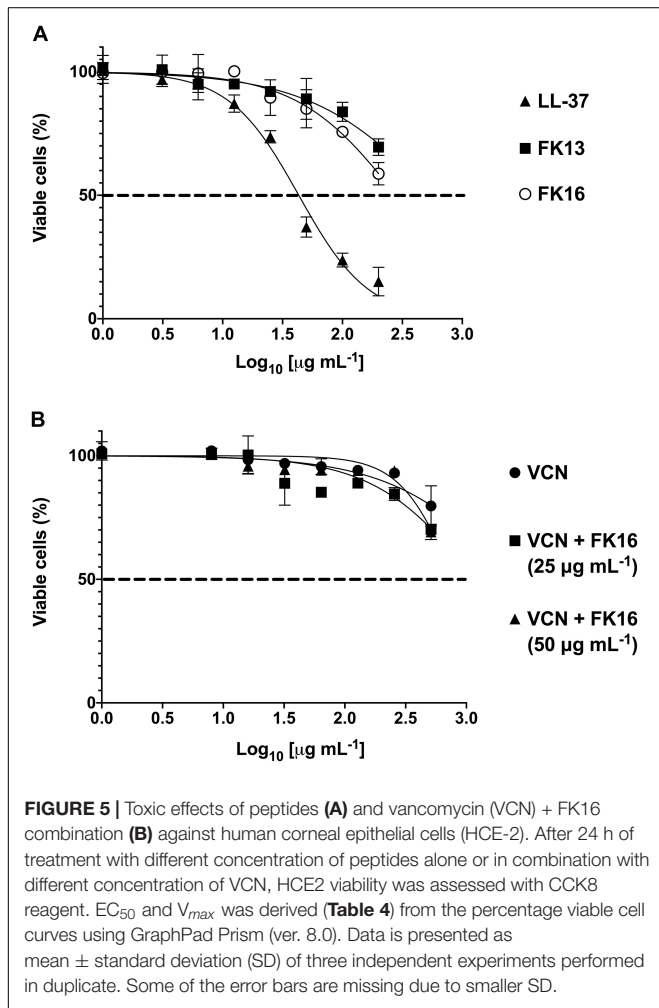 A
100
50
0
Viable cells (%)
0.0 0.5 1.0 1.5 2.0 2.5 3.0
Log₁₀ [µg mL⁻¹]
▲ LL-37
■ FK13
○ FK16
B
100
50
0
Viable cells (%)
0.0 0.5 1.0 1.5 2.0 2.5 3.0
Log₁₀ [µg mL⁻¹]
● VCN
■ VCN + FK16
(25 µg mL⁻¹)
▲ VCN + FK16
(50 µg mL⁻¹)
FIGURE 5 | Toxic effects of peptides (A) and vancomycin (VCN) + FK16
combination (B) against human corneal epithelial cells (HCE-2). After 24 h of
treatment with different concentration of peptides alone or in combination with
different concentration of VCN, HCE2 viability was assessed with CCK8
reagent. EC₅₀ and Vmax was derived (Table 4) from the percentage viable cell
curves using GraphPad Prism (ver. 8.0). Data is presented as
mean ± standard deviation (SD) of three independent experiments performed
in duplicate. Some of the error bars are missing due to smaller SD.